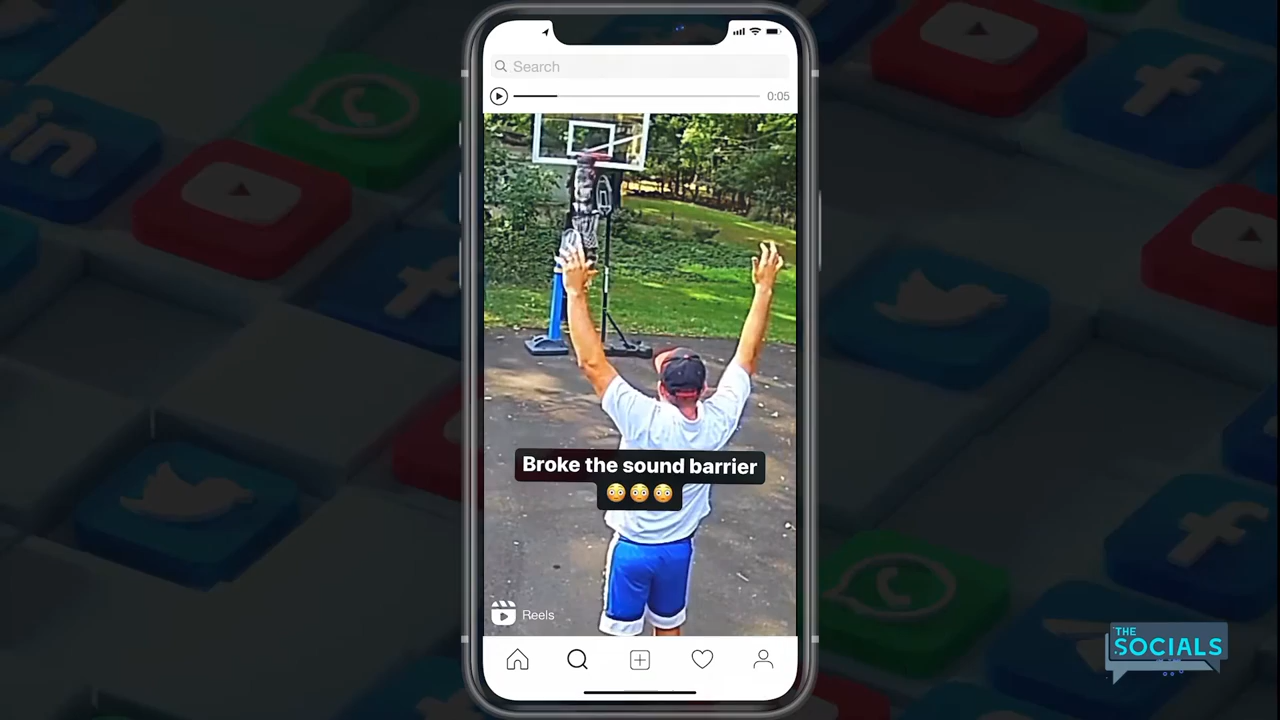 Search
0:05
Broke the sound barrier
😳😳😳
Reels
THE
SOCIALS